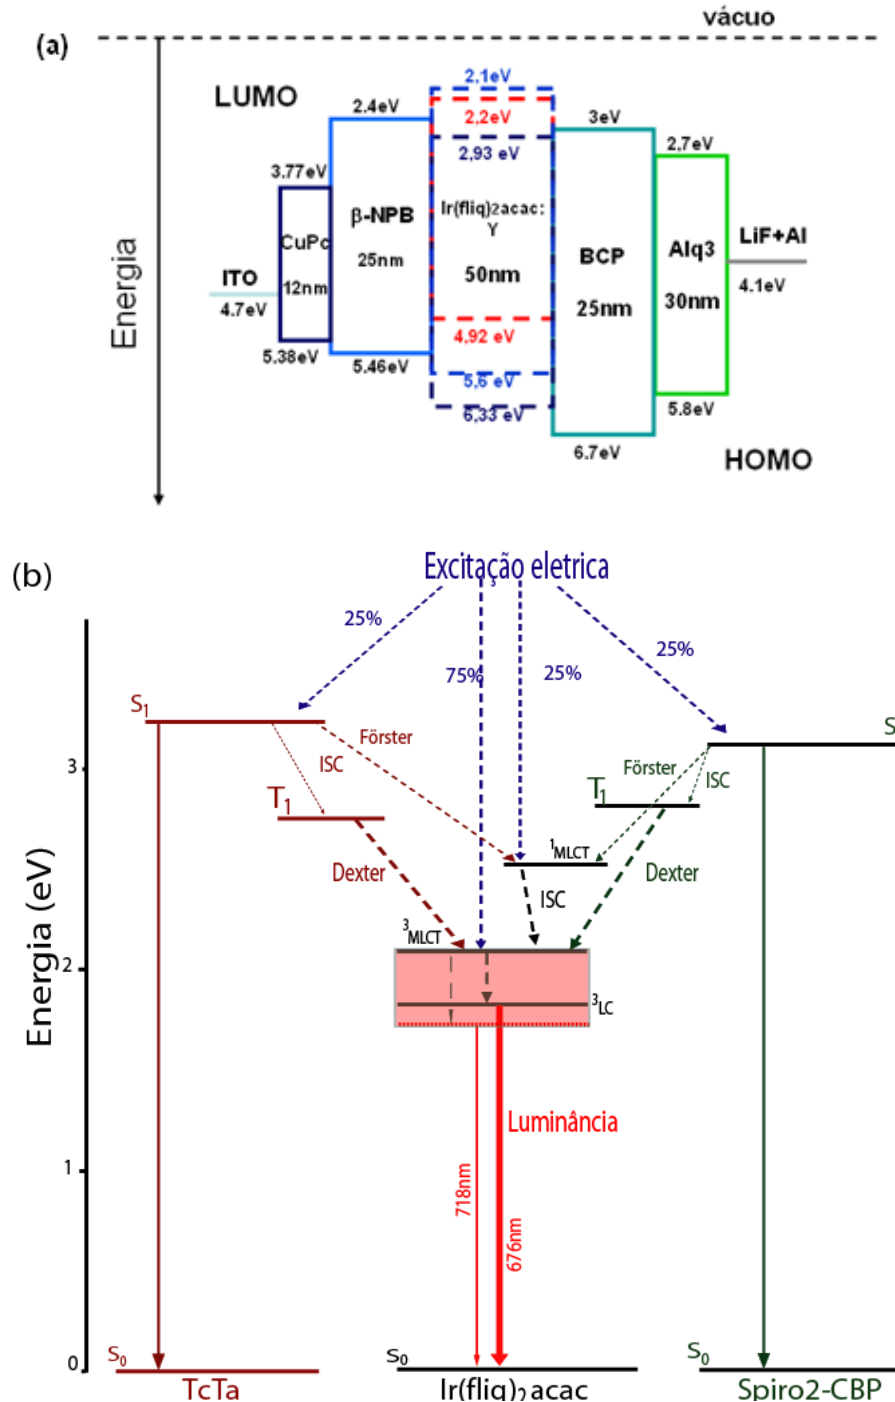 vácuo
(a)
LUMO
2,1eV
2.4eV
2,2eV
3eV
2,93 eV
2,7eV
3.77eV
β-NPB
Ir(fliq)2acac:
Y
CuPc
25nm
BCP
Alq3
LiF+Al
50nm
ITO
12nm
4.1eV
4.7eV
25nm
30nm
Energia
4,92 eV
5.38eV
5.46eV
5,6 eV
6,33 eV
5.8eV
6.7eV
HOMO
(b)
Excitação eletrica
25%
75%
25%
25%
S1
S
Förster
ISC
Förster
ISC
3
T1
T1
1MLCT
Dexter
ISC
Dexter
3MLCT
2
3LC
Energia (eV)
Luminância
1
718nm
676nm
S0
S0
S0
0
TcTa
Ir(fliq)2acac
Spiro2-CBP